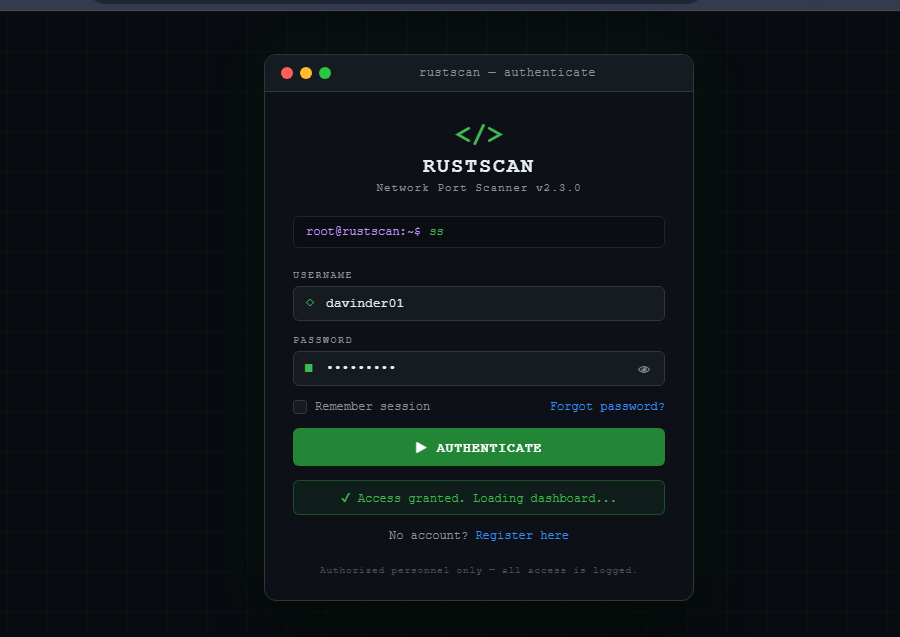 rustscan — authenticate
</>
RUSTSCAN
Network Port Scanner v2.3.0
root@rustscan:~$ ss
USERNAME
◇ davinder01
PASSWORD
•••••••••
Remember session
Forgot password?
▶ AUTHENTICATE
✓ Access granted. Loading dashboard...
No account? Register here
Authorized personnel only — all access is logged.